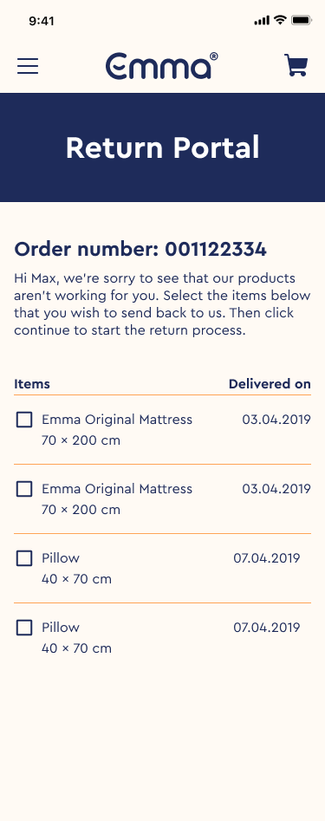 9:41
Emma®
Return Portal
Order number: 001122334
Hi Max, we're sorry to see that our products
aren't working for you. Select the items below
that you wish to send back to us. Then click
continue to start the return process.
Items Delivered on
Emma Original Mattress 03.04.2019
70 × 200 cm
Emma Original Mattress 03.04.2019
70 × 200 cm
Pillow 07.04.2019
40 × 70 cm
Pillow 07.04.2019
40 × 70 cm